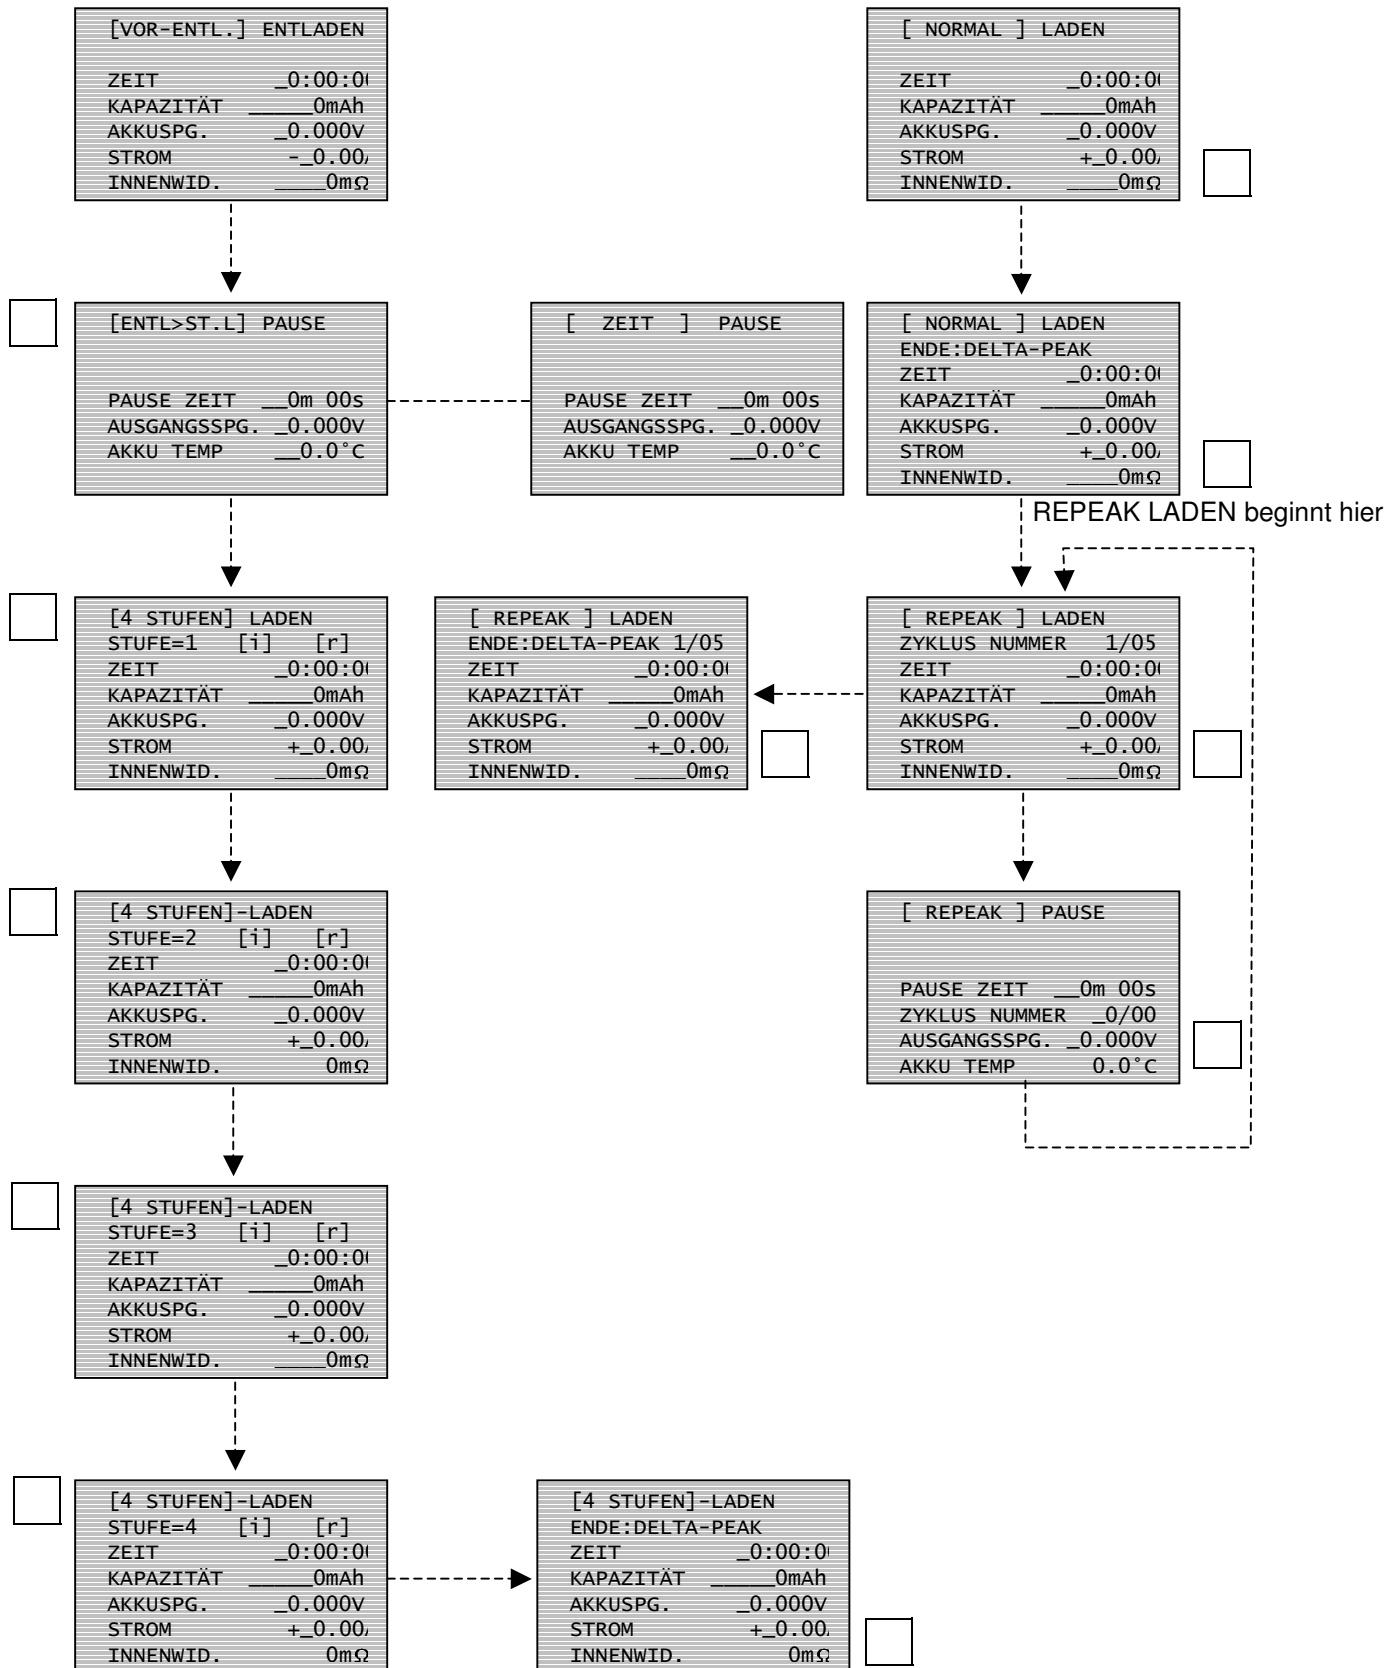 [VOR-ENTL.] ENTLADEN
ZEIT _0:00:00
KAPAZITÄT _____0mAh
AKKUSPG. _0.000V
STROM -_0.00A
INNENWID. ____0mΩ
[ NORMAL ] LADEN
ZEIT _0:00:00
KAPAZITÄT _____0mAh
AKKUSPG. _0.000V
STROM +_0.00A
INNENWID. ____0mΩ
[ENTL>ST.L] PAUSE
PAUSE ZEIT __0m 00s
AUSGANGSSPG. _0.000V
AKKU TEMP __0.0°C
[ ZEIT ] PAUSE
PAUSE ZEIT __0m 00s
AUSGANGSSPG. _0.000V
AKKU TEMP __0.0°C
[ NORMAL ] LADEN
ENDE:DELTA-PEAK
ZEIT _0:00:00
KAPAZITÄT _____0mAh
AKKUSPG. _0.000V
STROM +_0.00A
INNENWID. ____0mΩ
REPEAK LADEN beginnt hier
[4 STUFEN] LADEN
STUFE=1 [i] [r]
ZEIT _0:00:00
KAPAZITÄT _____0mAh
AKKUSPG. _0.000V
STROM +_0.00A
INNENWID. ____0mΩ
[ REPEAK ] LADEN
ENDE:DELTA-PEAK 1/05
ZEIT _0:00:00
KAPAZITÄT _____0mAh
AKKUSPG. _0.000V
STROM +_0.00A
INNENWID. ____0mΩ
[ REPEAK ] LADEN
ZYKLUS NUMMER 1/05
ZEIT _0:00:00
KAPAZITÄT _____0mAh
AKKUSPG. _0.000V
STROM +_0.00A
INNENWID. ____0mΩ
[4 STUFEN]-LADEN
STUFE=2 [i] [r]
ZEIT _0:00:00
KAPAZITÄT _____0mAh
AKKUSPG. _0.000V
STROM +_0.00A
INNENWID. 0mΩ
[ REPEAK ] PAUSE
PAUSE ZEIT __0m 00s
ZYKLUS NUMMER _0/00
AUSGANGSSPG. _0.000V
AKKU TEMP 0.0°C
[4 STUFEN]-LADEN
STUFE=3 [i] [r]
ZEIT _0:00:00
KAPAZITÄT _____0mAh
AKKUSPG. _0.000V
STROM +_0.00A
INNENWID. ____0mΩ
[4 STUFEN]-LADEN
STUFE=4 [i] [r]
ZEIT _0:00:00
KAPAZITÄT _____0mAh
AKKUSPG. _0.000V
STROM +_0.00A
INNENWID. 0mΩ
[4 STUFEN]-LADEN
ENDE:DELTA-PEAK
ZEIT _0:00:00
KAPAZITÄT _____0mAh
AKKUSPG. _0.000V
STROM +_0.00A
INNENWID. 0mΩ